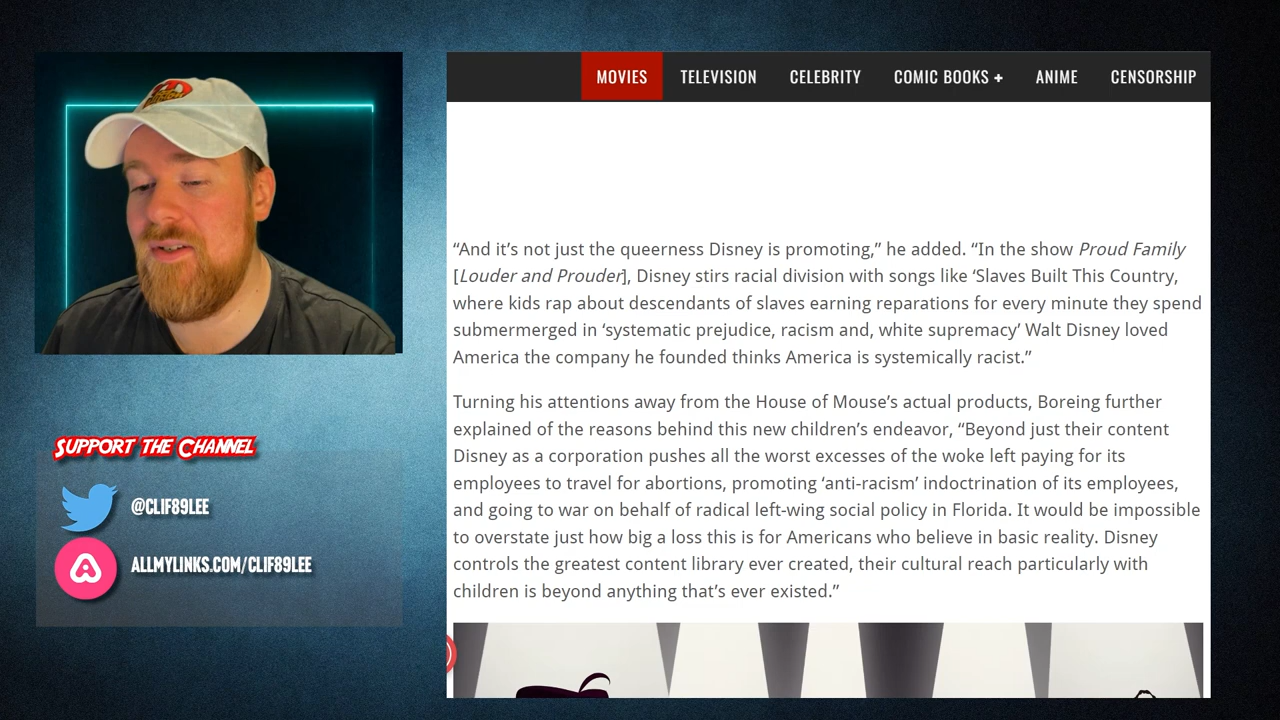 MOVIES TELEVISION CELEBRITY COMIC BOOKS + ANIME CENSORSHIP
“And it’s not just the queerness Disney is promoting,” he added. “In the show Proud Family
[Louder and Prouder], Disney stirs racial division with songs like ‘Slaves Built This Country,
where kids rap about descendants of slaves earning reparations for every minute they spend
submermerged in ‘systematic prejudice, racism and, white supremacy’ Walt Disney loved
America the company he founded thinks America is systemically racist.”
Turning his attentions away from the House of Mouse’s actual products, Boreing further
explained of the reasons behind this new children’s endeavor, “Beyond just their content
Disney as a corporation pushes all the worst excesses of the woke left paying for its
employees to travel for abortions, promoting ‘anti-racism’ indoctrination of its employees,
and going to war on behalf of radical left-wing social policy in Florida. It would be impossible
to overstate just how big a loss this is for Americans who believe in basic reality. Disney
controls the greatest content library ever created, their cultural reach particularly with
children is beyond anything that’s ever existed.”
SUPPORT THE CHANNEL
@CLIF89LEE
ALLMYLINKS.COM/CLIF89LEE